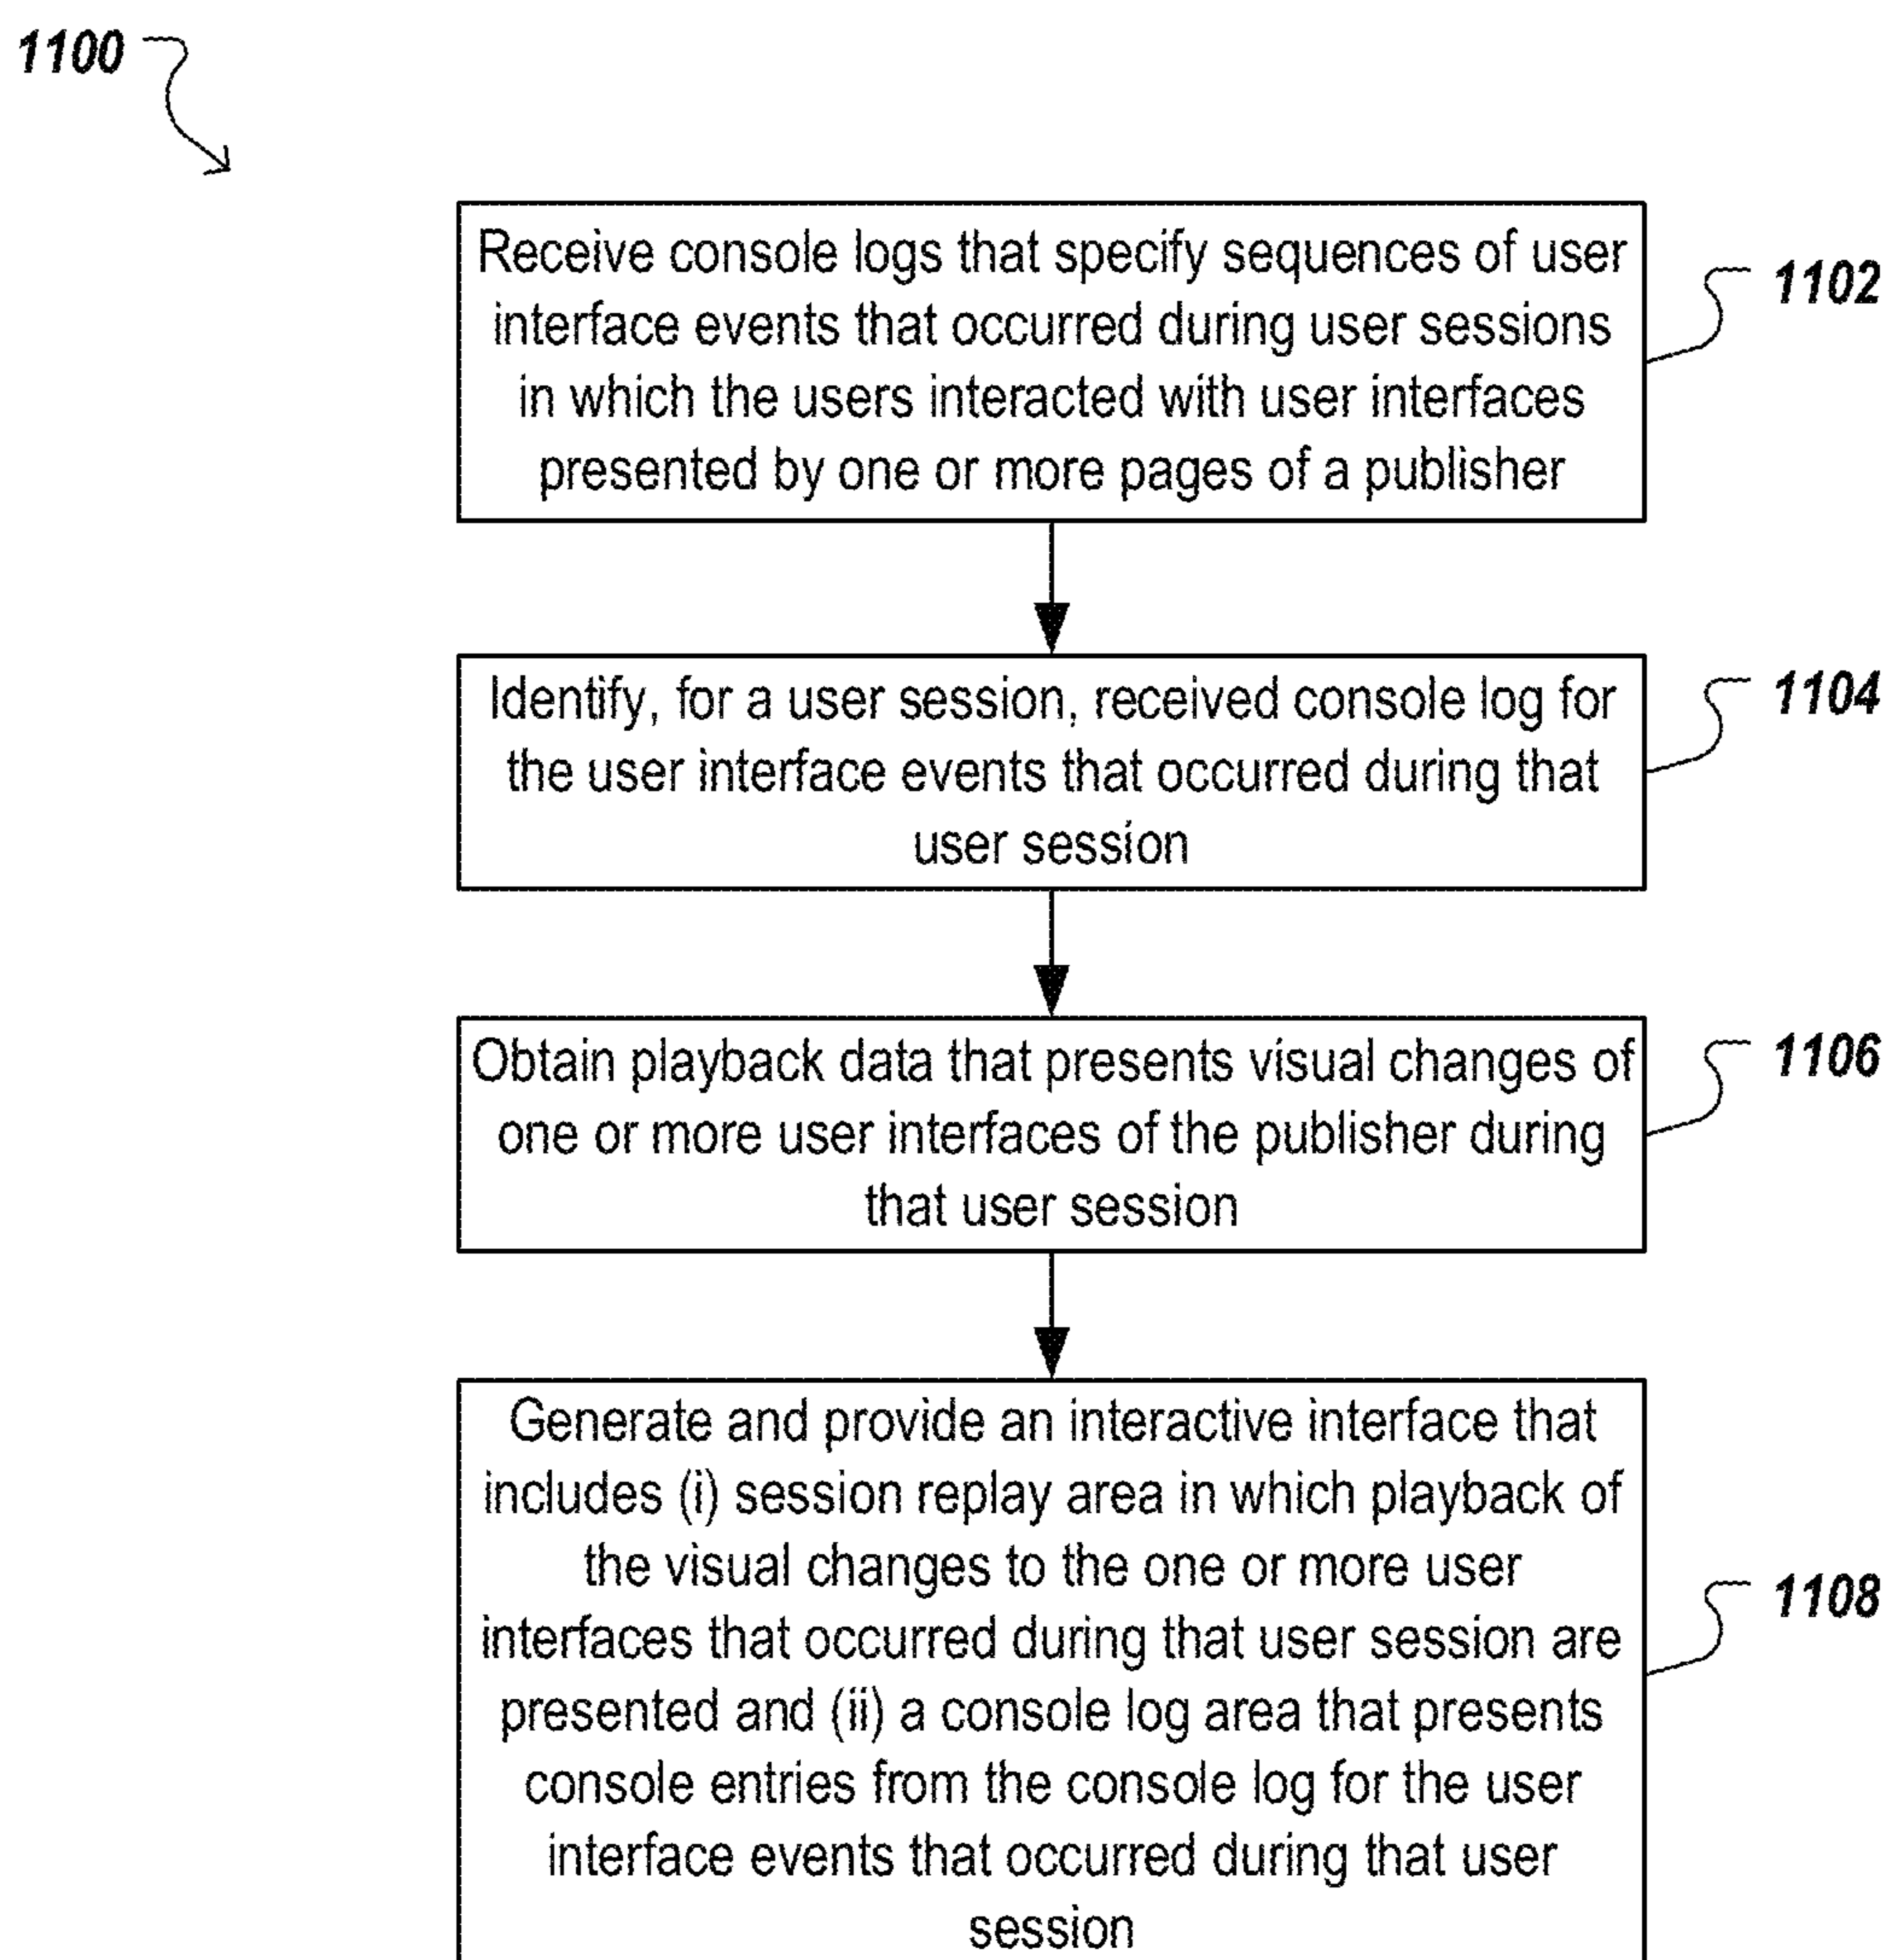 1100
Receive console logs that specify sequences of user
interface events that occurred during user sessions
in which the users interacted with user interfaces
presented by one or more pages of a publisher
1102
Identify, for a user session, received console log for
the user interface events that occurred during that
user session
1104
Obtain playback data that presents visual changes of
one or more user interfaces of the publisher during
that user session
1106
Generate and provide an interactive interface that
includes (i) session replay area in which playback of
the visual changes to the one or more user
interfaces that occurred during that user session are
presented and (ii) a console log area that presents
console entries from the console log for the user
interface events that occurred during that user
session
1108